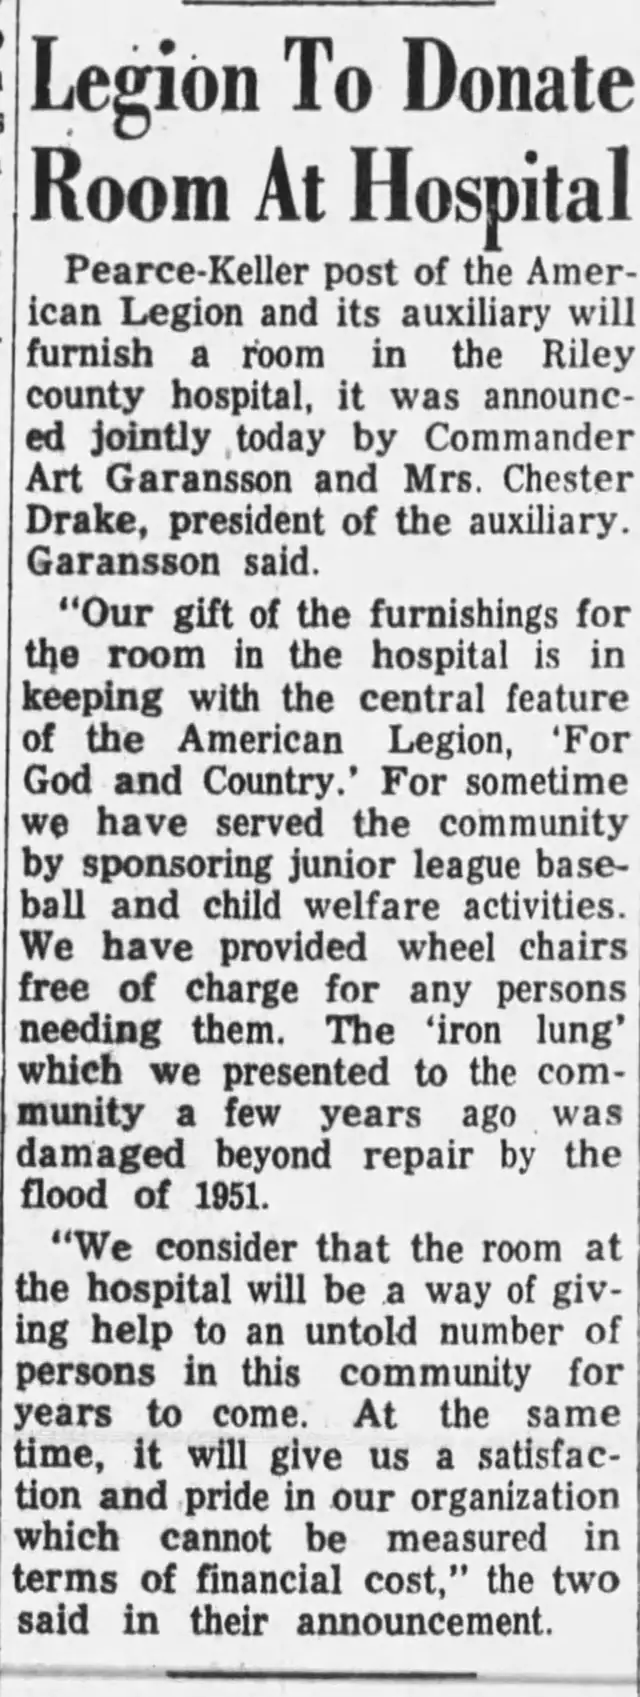 Legion To Donate
Room At Hospital
Pearce-Keller post of the Amer-
ican Legion and its auxiliary will
furnish a room in the Riley
county hospital, it was announc-
ed jointly today by Commander
Art Garansson and Mrs. Chester
Drake, president of the auxiliary.
Garansson said.
"Our gift of the furnishings for
the room in the hospital is in
keeping with the central feature
of the American Legion, 'For
God and Country.' For sometime
we have served the community
by sponsoring junior league base-
ball and child welfare activities.
We have provided wheel chairs
free of charge for any persons
needing them. The 'iron lung'
which we presented to the com-
munity a few years ago was
damaged beyond repair by the
flood of 1951.
"We consider that the room at
the hospital will be a way of giv-
ing help to an untold number of
persons in this community for
years to come. At the same
time, it will give us a satisfac-
tion and pride in our organization
which cannot be measured in
terms of financial cost," the two
said in their announcement.